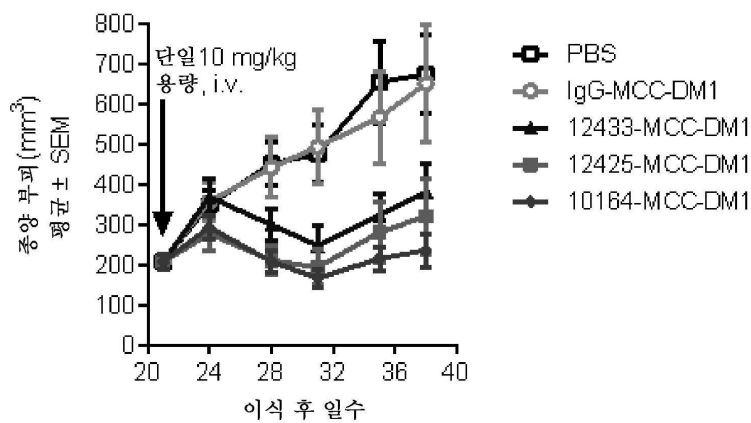 800
700
600
500
400
300
200
100
0
종양 부피(mm³)
평균 ± SEM
단일10 mg/kg
용량, i.v.
20 24 28 32 36 40
이식 후 일수
PBS
IgG-MCC-DM1
12433-MCC-DM1
12425-MCC-DM1
10164-MCC-DM1